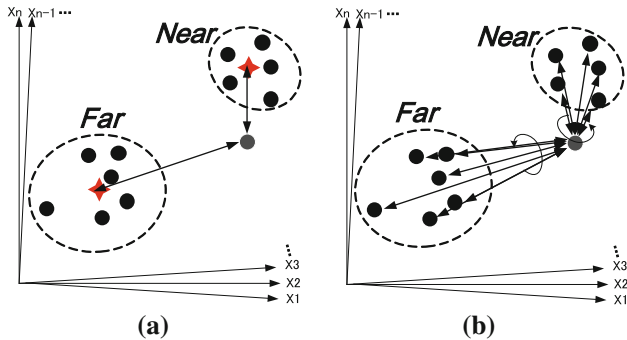 Xn Xn-1 ···
Near
Far
X3
X2
X1
(a)
Xn Xn-1 ···
Near
Far
X3
X2
X1
(b)